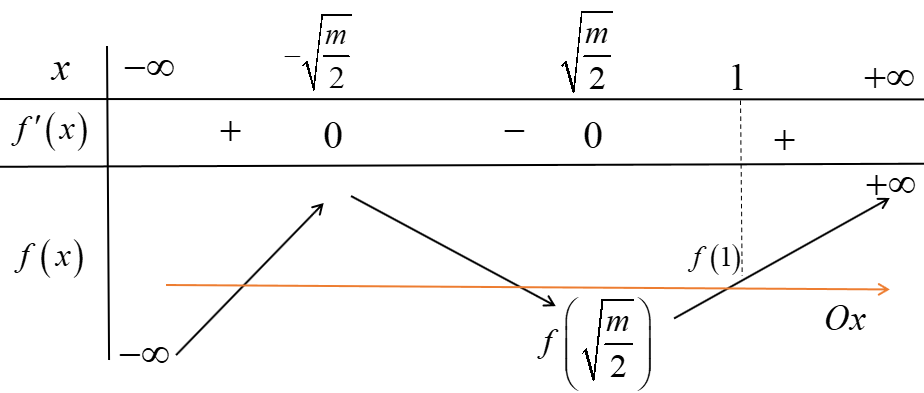 x −∞ −√(m/2) √(m/2) 1 +∞
f′(x) + 0 − 0 +
+∞
f(x) f(1)
−∞ f(√(m/2)) Ox